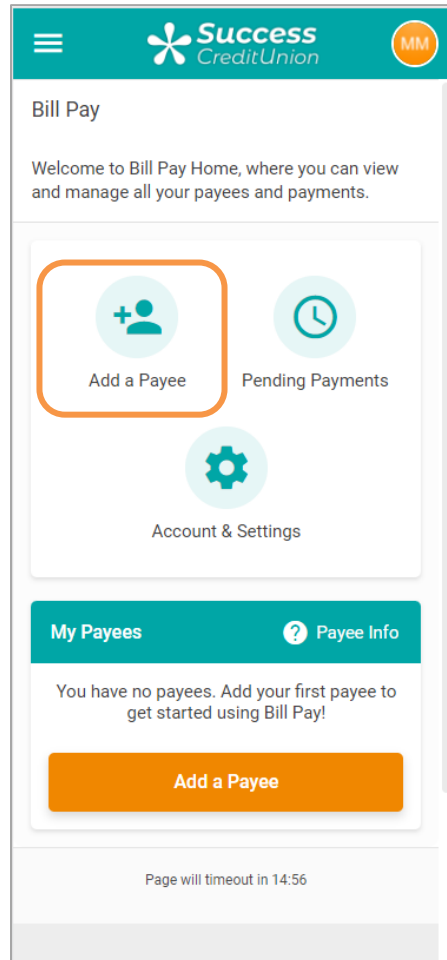 Success
CreditUnion
MM
Bill Pay
Welcome to Bill Pay Home, where you can view
and manage all your payees and payments.
Add a Payee
Pending Payments
Account & Settings
My Payees
? Payee Info
You have no payees. Add your first payee to
get started using Bill Pay!
Add a Payee
Page will timeout in 14:56